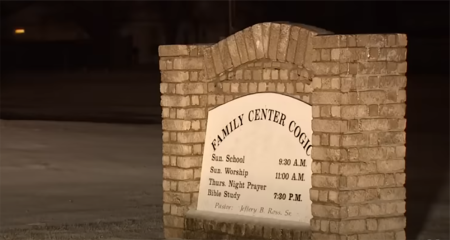 FAMILY CENTER COGIC
Sun. School 9:30 A.M.
Sun. Worship 11:00 A.M.
Thurs. Night Prayer
Bible Study 7:30 P.M.
Pastor: Jeffery B. Ross, Sr.